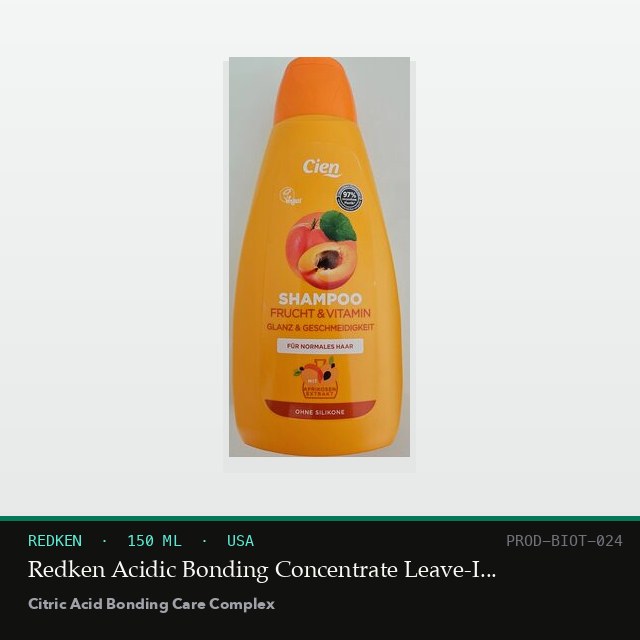 Cien
Vegan
97%
SHAMPOO
FRUCHT & VITAMIN
GLANZ & GESCHMEIDIGKEIT
FÜR NORMALES HAAR
MIT
APRIKOSEN
EXTRAKT
OHNE SILIKONE
REDKEN · 150 ML · USA
PROD-BIOT-024
Redken Acidic Bonding Concentrate Leave-I...
Citric Acid Bonding Care Complex